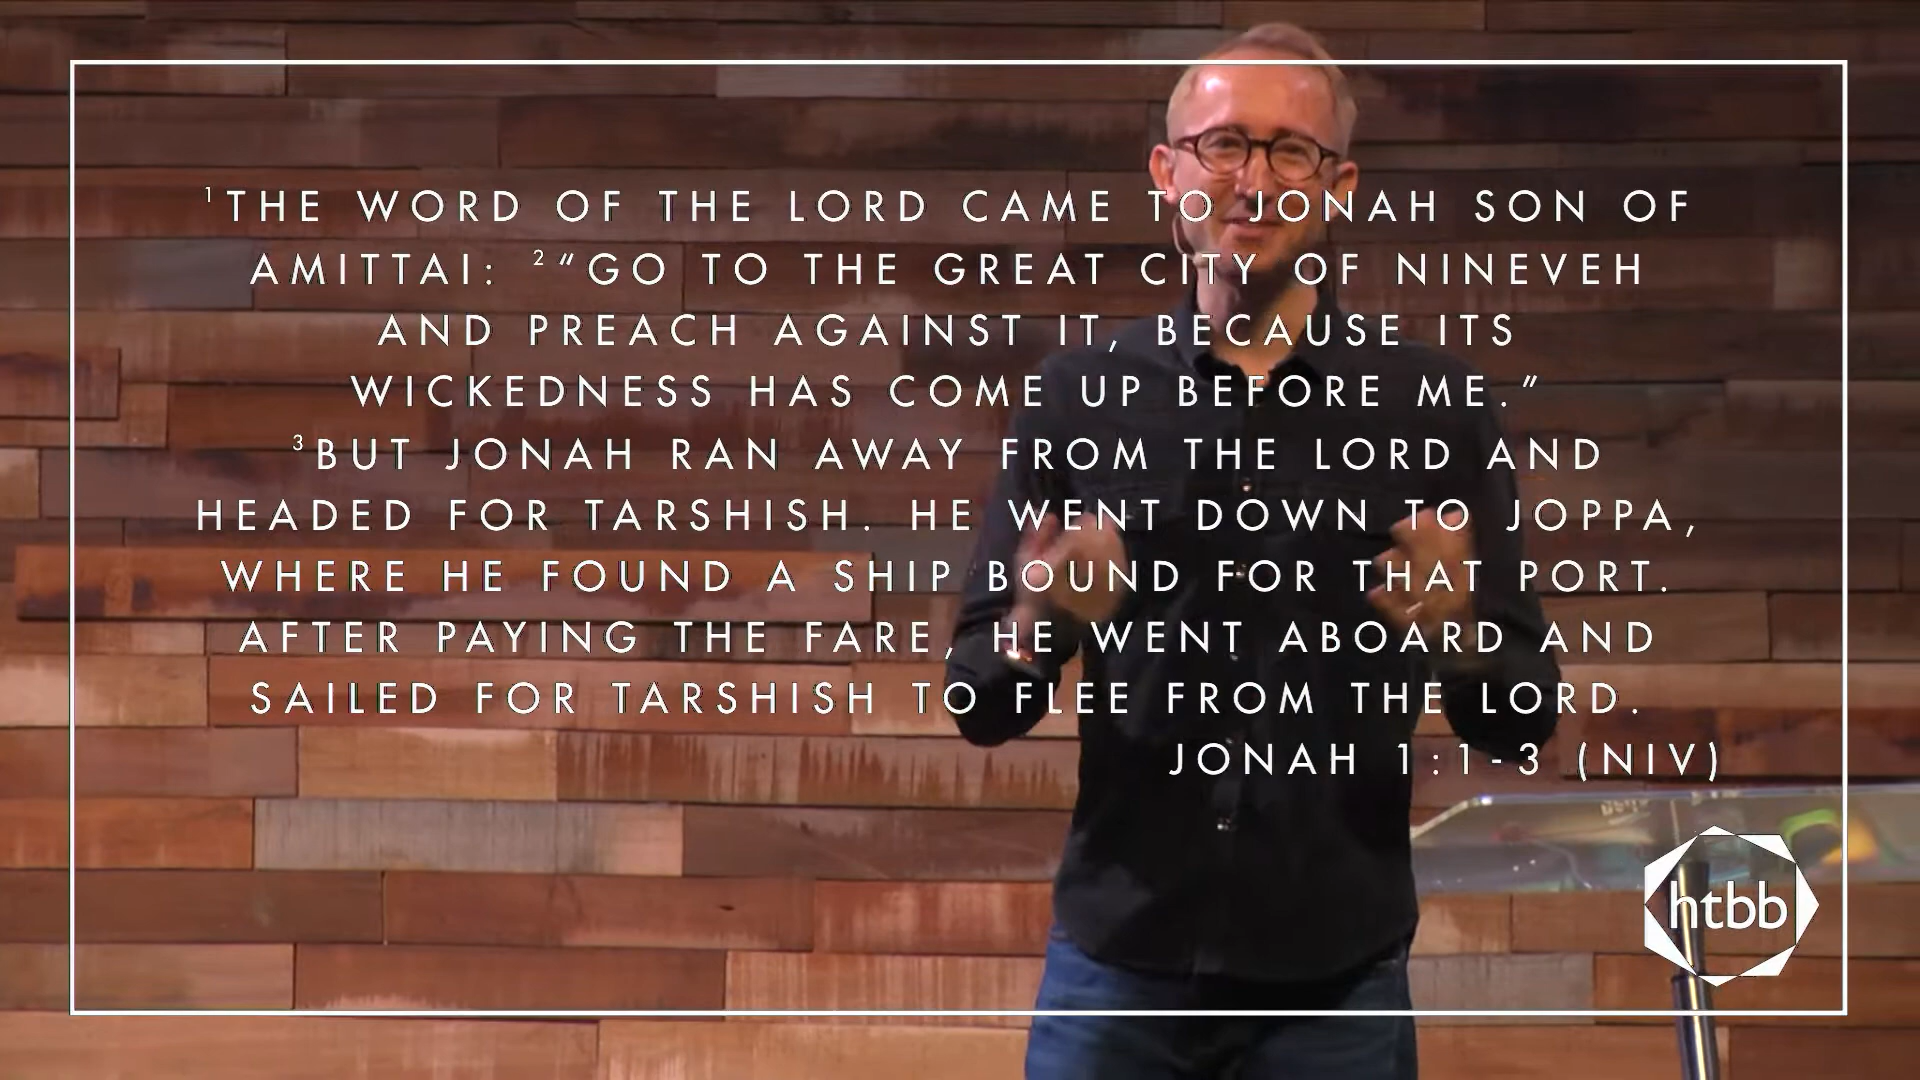 ¹THE WORD OF THE LORD CAME TO JONAH SON OF
AMITTAI: ²“GO TO THE GREAT CITY OF NINEVEH
AND PREACH AGAINST IT, BECAUSE ITS
WICKEDNESS HAS COME UP BEFORE ME.”
³BUT JONAH RAN AWAY FROM THE LORD AND
HEADED FOR TARSHISH. HE WENT DOWN TO JOPPA,
WHERE HE FOUND A SHIP BOUND FOR THAT PORT.
AFTER PAYING THE FARE, HE WENT ABOARD AND
SAILED FOR TARSHISH TO FLEE FROM THE LORD.
JONAH 1:1-3 (NIV)
htbb